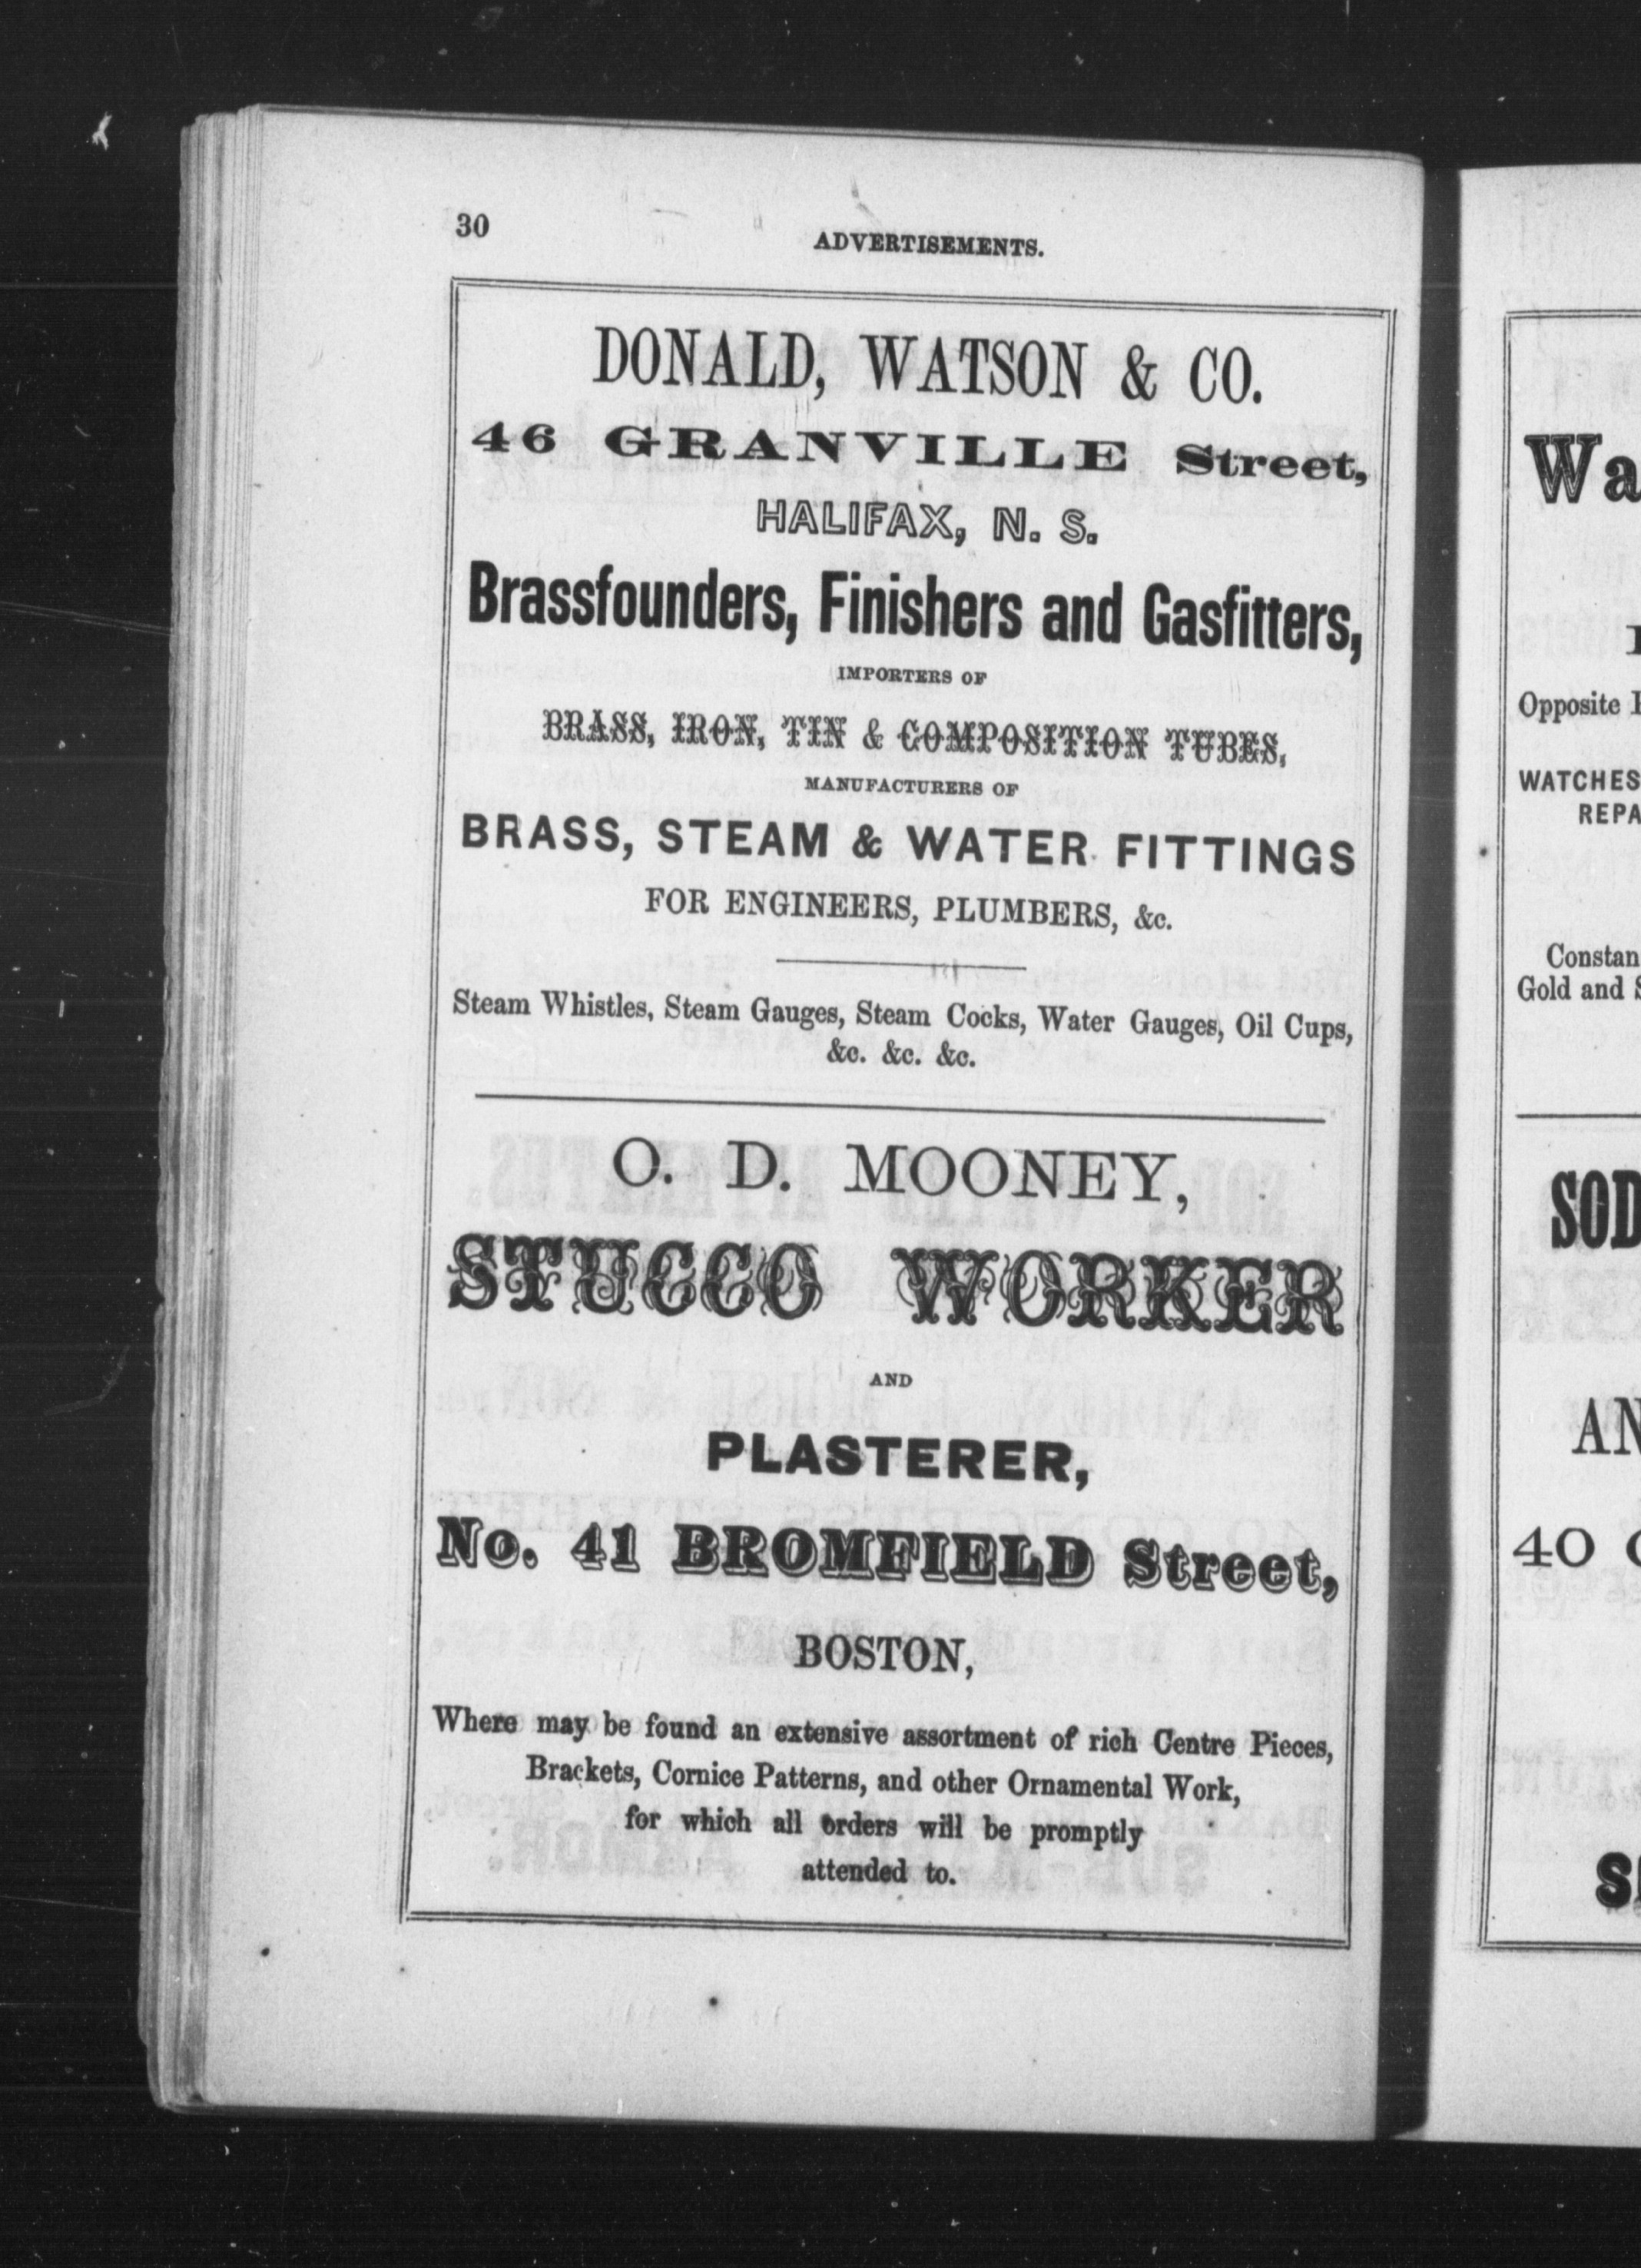 30
ADVERTISEMENTS.
DONALD, WATSON & CO.
46 GRANVILLE Street,
HALIFAX, N. S.
Brassfounders, Finishers and Gasfitters,
IMPORTERS OF
BRASS, IRON, TIN & COMPOSITION TUBES,
MANUFACTURERS OF
BRASS, STEAM & WATER FITTINGS
FOR ENGINEERS, PLUMBERS, &c.
Steam Whistles, Steam Gauges, Steam Cocks, Water Gauges, Oil Cups,
&c. &c. &c.
O. D. MOONEY,
STUCCO WORKER
AND
PLASTERER,
No. 41 BROMFIELD Street,
BOSTON,
Where may be found an extensive assortment of rich Centre Pieces,
Brackets, Cornice Patterns, and other Ornamental Work,
for which all orders will be promptly
attended to.
Wa
Opposite
WATCHES
REPA
Constan
Gold and
SOD
AN
40